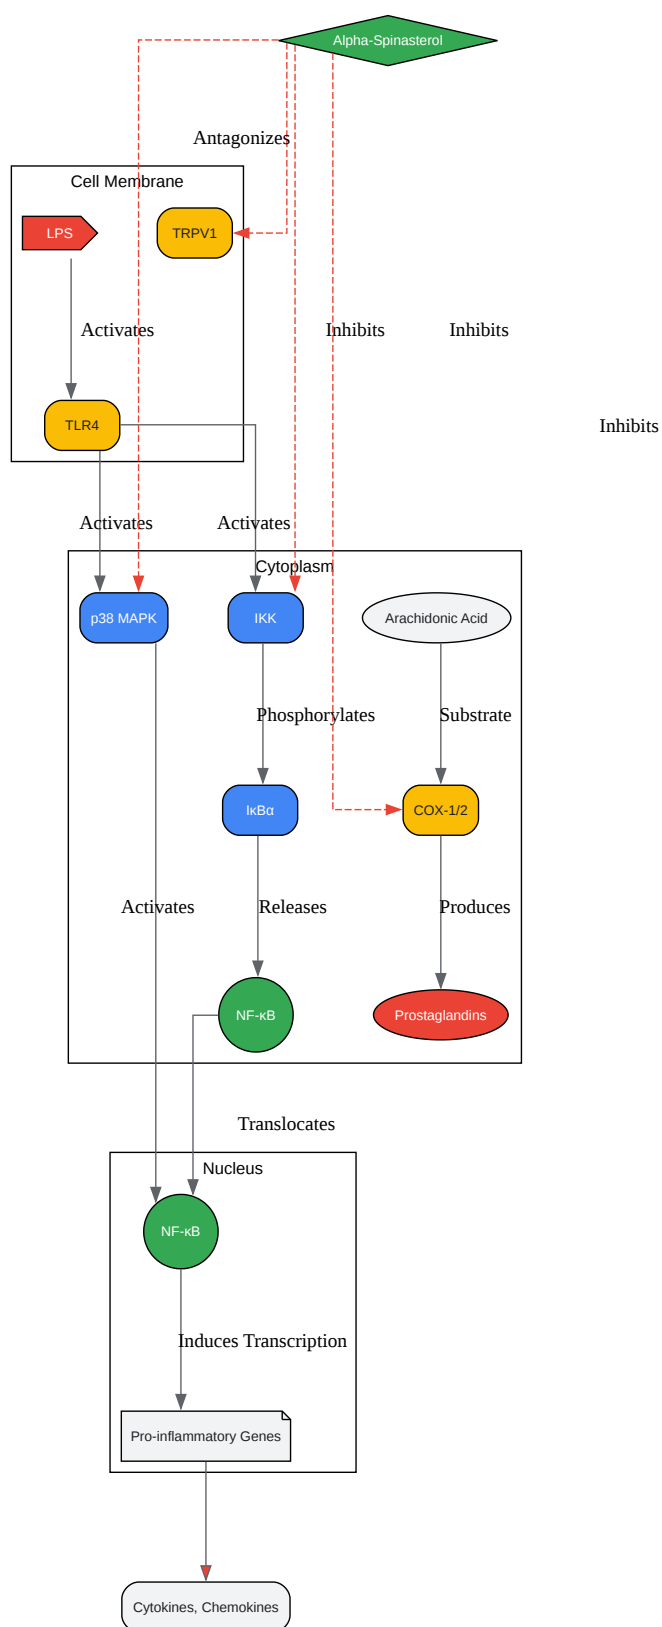 Alpha-Spinasterol
Antagonizes
Cell Membrane
LPS
TRPV1
Activates
Inhibits
Inhibits
TLR4
Inhibits
Activates
Activates
Cytoplasm
p38 MAPK
IKK
Arachidonic Acid
Phosphorylates
Substrate
IκBα
COX-1/2
Activates
Releases
Produces
NF-κB
Prostaglandins
Translocates
Nucleus
NF-κB
Induces Transcription
Pro-inflammatory Genes
Cytokines, Chemokines